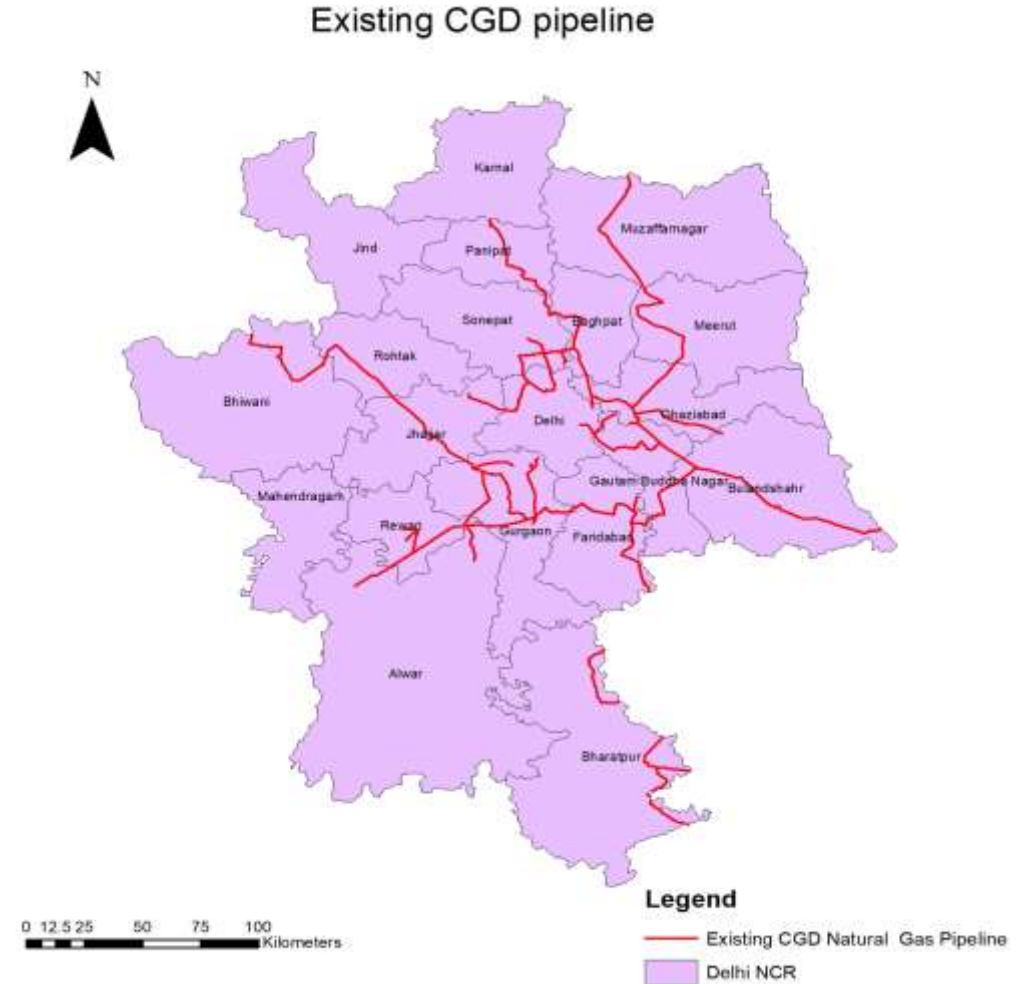 Existing CGD pipeline
N
Karnal
Muzaffarnagar
Jind
Panipat
Sonepat
Baghpat
Meerut
Rohtak
Bhiwani
Ghaziabad
Delhi
Jhajjar
Gautam Buddha Nagar
Bulandshahr
Mahendragarh
Rewari
Gurgaon
Faridabad
Alwar
Bharatpur
Legend
0 12.5 25 50 75 100
Kilometers
Existing CGD Natural Gas Pipeline
Delhi NCR